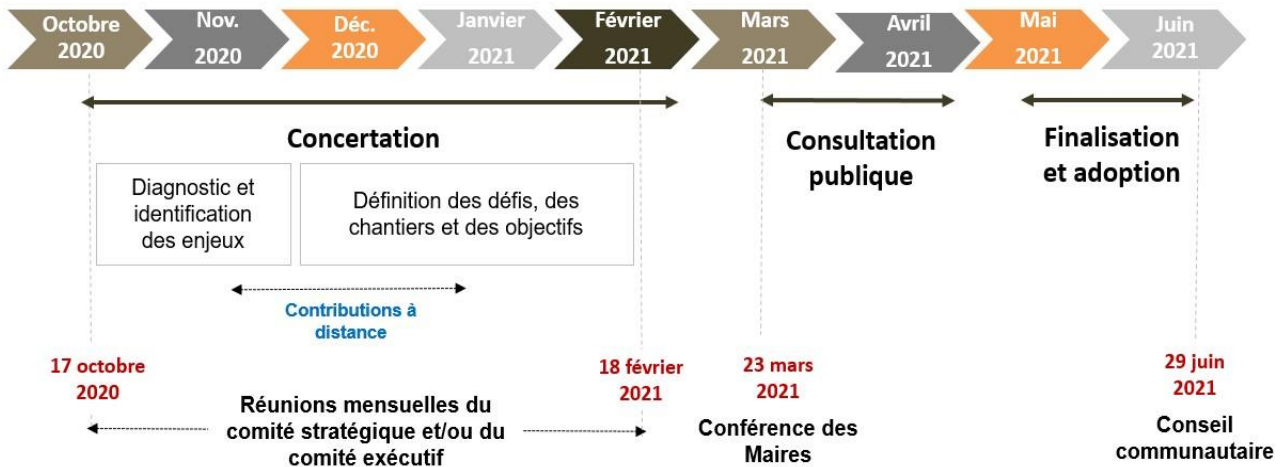 Octobre
2020
Nov.
2020
Déc.
2020
Janvier
2021
Février
2021
Mars
2021
Avril
2021
Mai
2021
Juin
2021
Concertation
Consultation
publique
Finalisation
et adoption
Diagnostic et
identification
des enjeux
Définition des défis, des
chantiers et des objectifs
Contributions à
distance
17 octobre
2020
18 février
2021
23 mars
2021
29 juin
2021
Réunions mensuelles du
comité stratégique et/ou du
comité exécutif
Conférence des
Maires
Conseil
communautaire